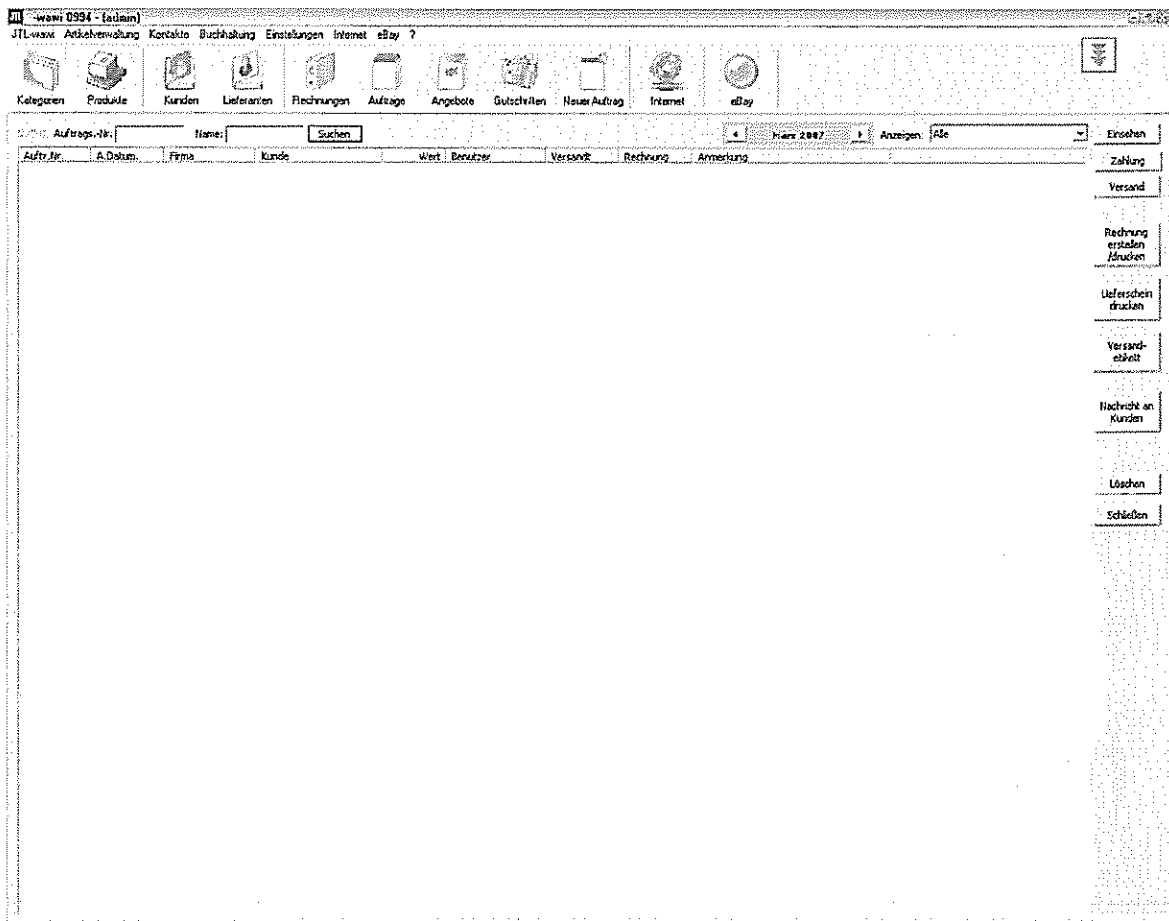 JTL -wawi 0994 - (admin)
JTL-wawi Artikelverwaltung Kontakte Buchhaltung Einstellungen Internet eBay ?
Kategorien Produkte Kunden Lieferanten Rechnungen Aufträge Angebote Gutschriften Neuer Auftrag Internet eBay
Auftrags.-Nr: Name: Suchen März 2007 Anzeigen: Alle Einsehen
Auftr.Nr. A.Datum. Firma Kunde Wert Benutzer Versandt Rechnung Anmerkung
Zahlung
Versand
Rechnung
erstellen
/drucken
Lieferschein
drucken
Versand-
etikett
Nachricht an
Kunden
Löschen
Schließen